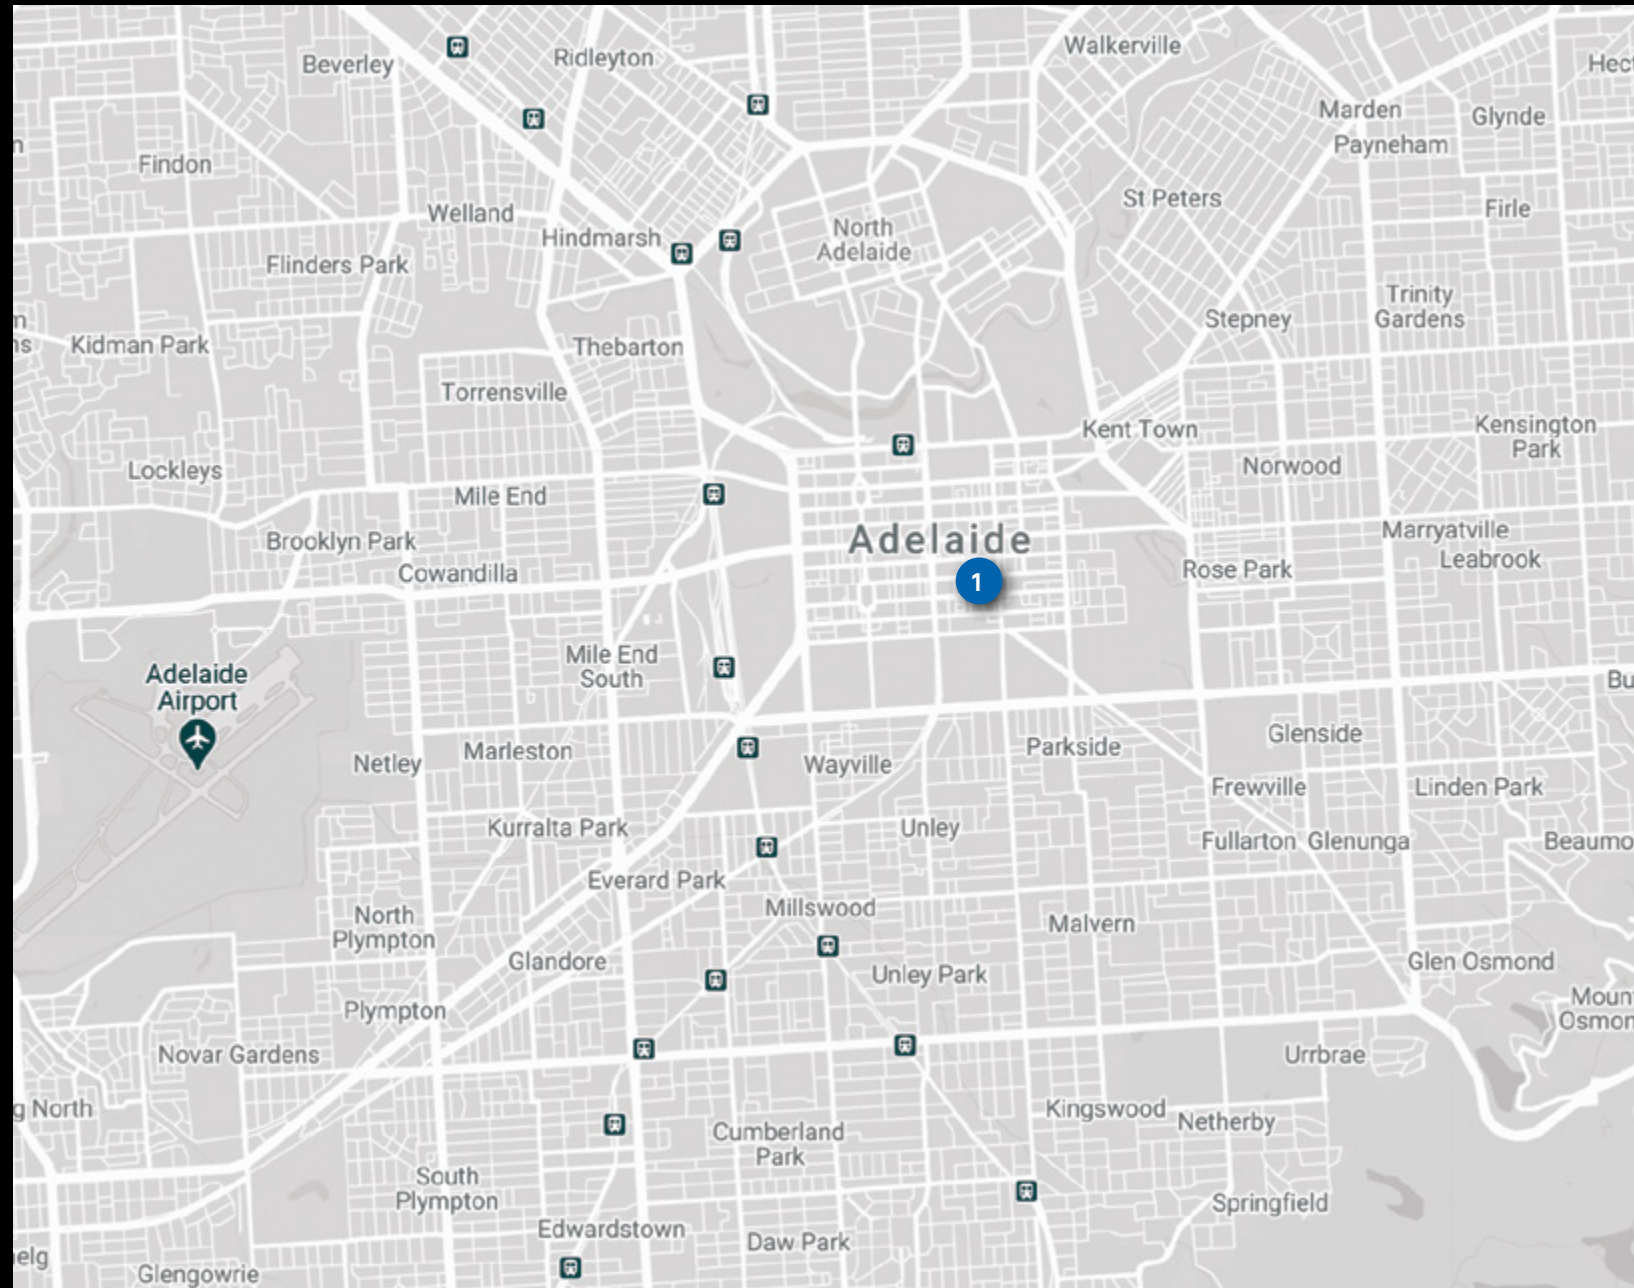 Beverley
Ridleyton
Walkerville
Marden
Glynde
Payneham
Findon
Welland
Hindmarsh
North
Adelaide
St Peters
Firle
Flinders Park
Kidman Park
Thebarton
Torrensville
Stepney
Trinity
Gardens
Kent Town
Kensington
Park
Lockleys
Mile End
Norwood
Brooklyn Park
Cowandilla
Adelaide
1
Marryatville
Leabrook
Rose Park
Mile End
South
Adelaide
Airport
Netley
Marleston
Wayville
Parkside
Glenside
Frewville
Linden Park
Kurralta Park
Unley
Fullarton
Glenunga
Everard Park
Millswood
Malvern
North
Plympton
Glandore
Unley Park
Glen Osmond
Plympton
Novar Gardens
Urrbrae
g North
Kingswood
Netherby
Cumberland
Park
South
Plympton
Springfield
Edwardstown
Daw Park
elg
Glengowrie
Hect
Bu
Beaumo
Moun
Osmon